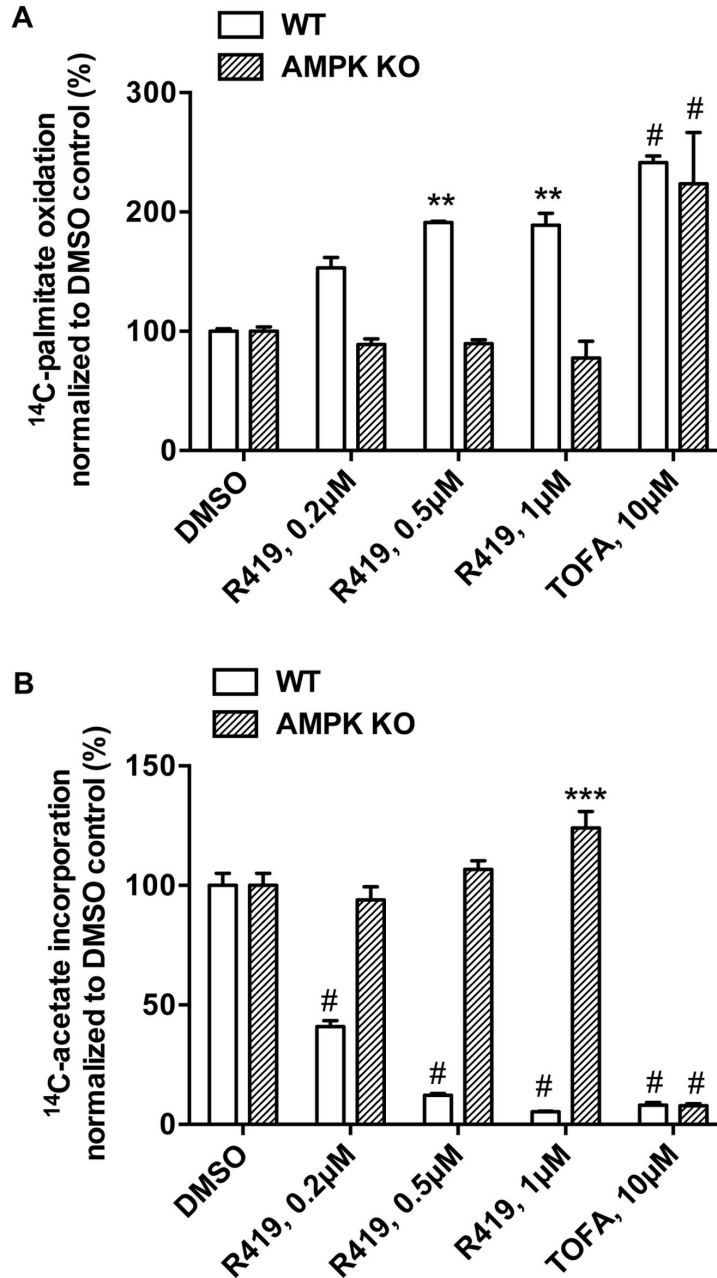 A
WT
AMPK KO
¹⁴C-palmitate oxidation
normalized to DMSO control (%)
300
200
100
0
**
**
#
#
DMSO
R419, 0.2µM
R419, 0.5µM
R419, 1µM
TOFA, 10µM
B
WT
AMPK KO
¹⁴C-acetate incorporation
normalized to DMSO control (%)
150
100
50
0
#
#
#
***
#
#
DMSO
R419, 0.2µM
R419, 0.5µM
R419, 1µM
TOFA, 10µM